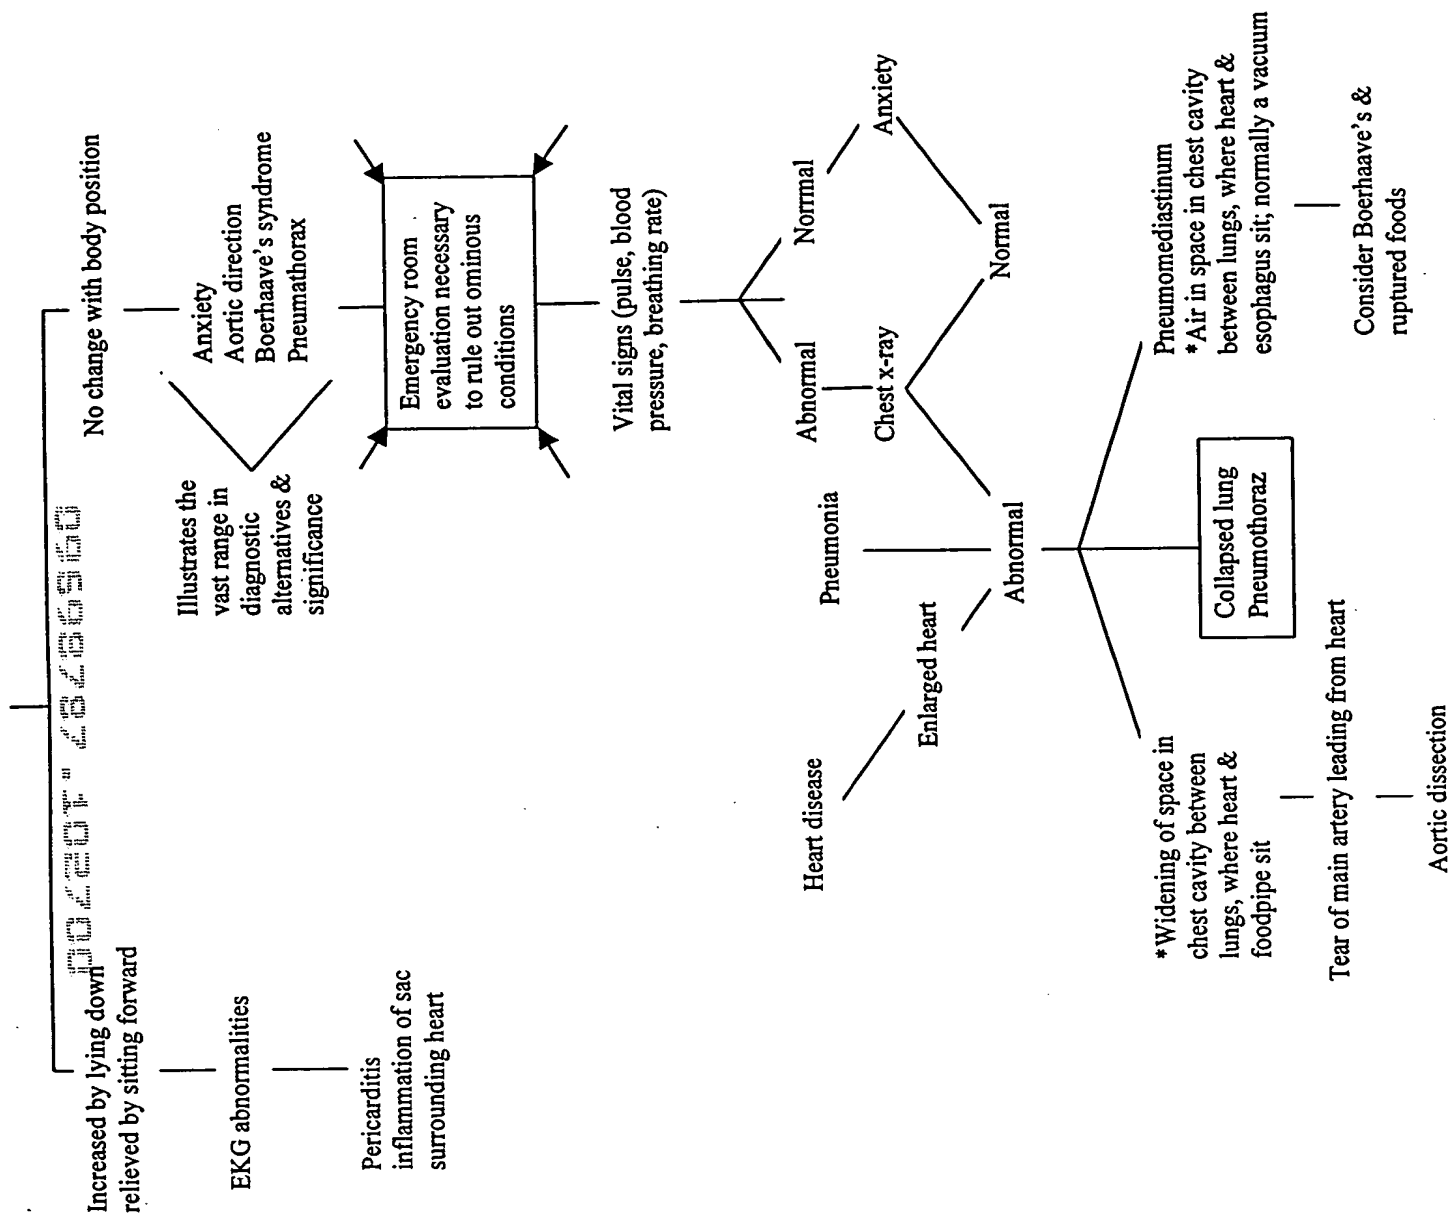 Increased by lying down
relieved by sitting forward
EKG abnormalities
Pericarditis
inflammation of sac
surrounding heart
No change with body position
Anxiety
Aortic direction
Boerhaave's syndrome
Pneumathorax
Illustrates the
vast range in
diagnostic
alternatives &
significance
Emergency room
evaluation necessary
to rule out ominous
conditions
Vital signs (pulse, blood
pressure, breathing rate)
Abnormal
Normal
Chest x-ray
Anxiety
Normal
Pneumonia
Abnormal
Enlarged heart
Heart disease
*Widening of space in
chest cavity between
lungs, where heart &
foodpipe sit
Tear of main artery leading from heart
Aortic dissection
Collapsed lung
Pneumothoraz
Pneumomediastinum
*Air in space in chest cavity
between lungs, where heart &
esophagus sit; normally a vacuum
Consider Boerhaave's &
ruptured foods